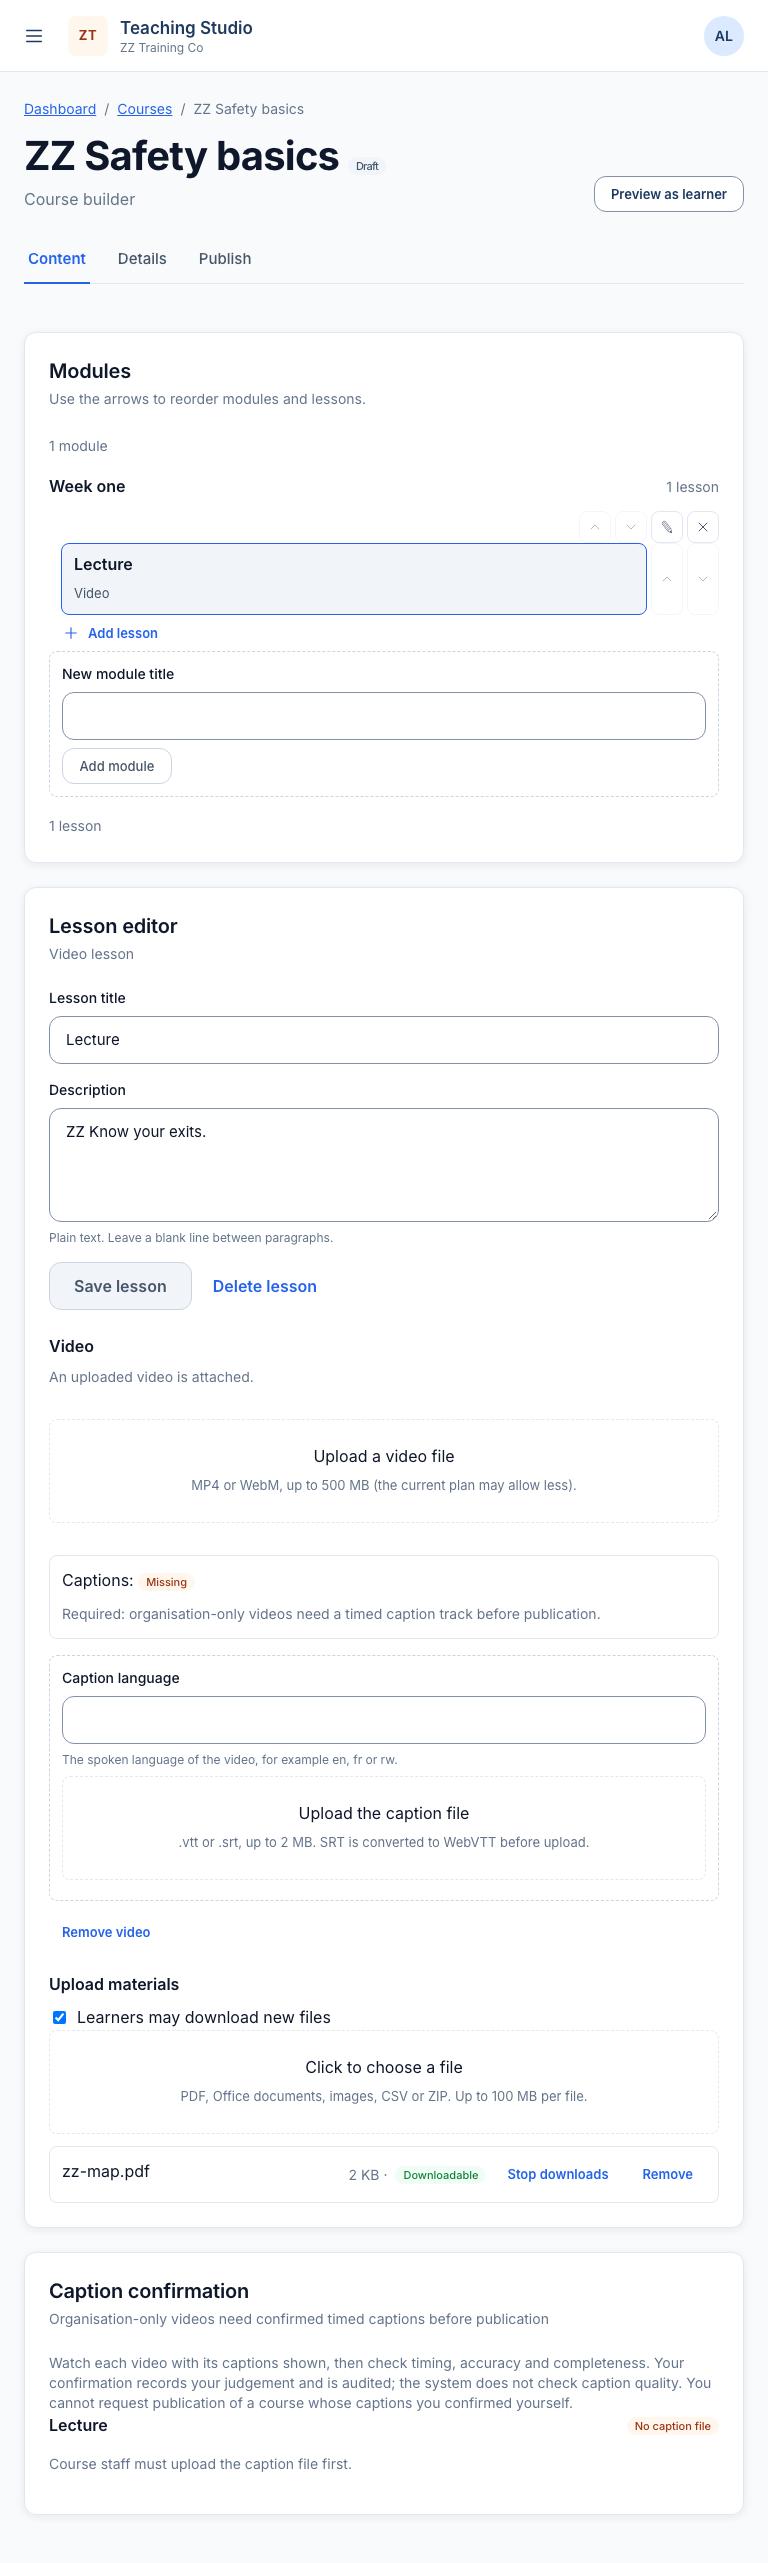 ZT
Teaching Studio
ZZ Training Co
AL
Dashboard / Courses / ZZ Safety basics
ZZ Safety basics Draft
Course builder
Preview as learner
Content Details Publish
Modules
Use the arrows to reorder modules and lessons.
1 module
Week one
1 lesson
Lecture
Video
Add lesson
New module title
Add module
1 lesson
Lesson editor
Video lesson
Lesson title
Lecture
Description
ZZ Know your exits.
Plain text. Leave a blank line between paragraphs.
Save lesson Delete lesson
Video
An uploaded video is attached.
Upload a video file
MP4 or WebM, up to 500 MB (the current plan may allow less).
Captions: Missing
Required: organisation-only videos need a timed caption track before publication.
Caption language
The spoken language of the video, for example en, fr or rw.
Upload the caption file
.vtt or .srt, up to 2 MB. SRT is converted to WebVTT before upload.
Remove video
Upload materials
Learners may download new files
Click to choose a file
PDF, Office documents, images, CSV or ZIP. Up to 100 MB per file.
zz-map.pdf 2 KB · Downloadable Stop downloads Remove
Caption confirmation
Organisation-only videos need confirmed timed captions before publication
Watch each video with its captions shown, then check timing, accuracy and completeness. Your
confirmation records your judgement and is audited; the system does not check caption quality. You
cannot request publication of a course whose captions you confirmed yourself.
Lecture No caption file
Course staff must upload the caption file first.